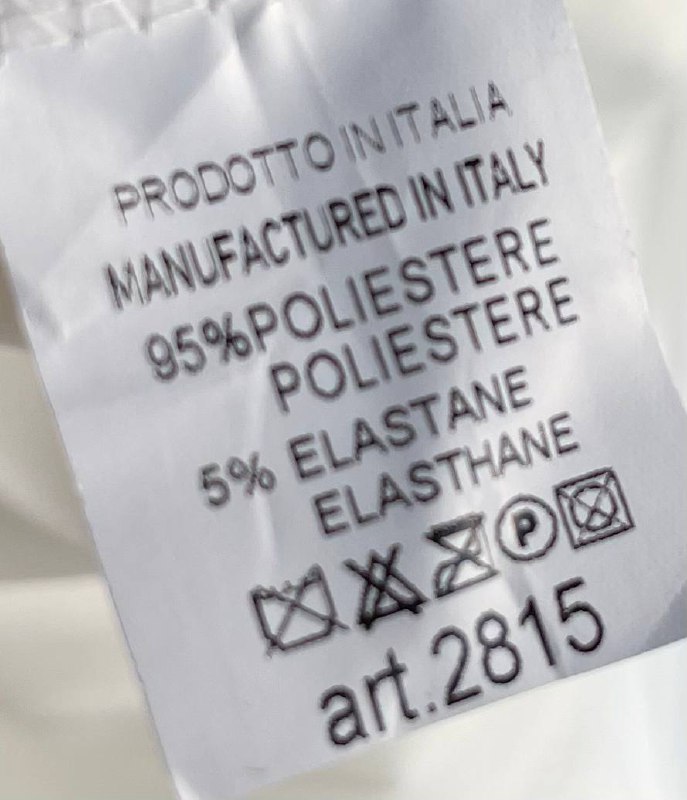 PRODOTTO IN ITALIA
MANUFACTURED IN ITALY
95%POLIESTERE
POLIESTERE
5% ELASTANE
ELASTHANE
P
art.2815